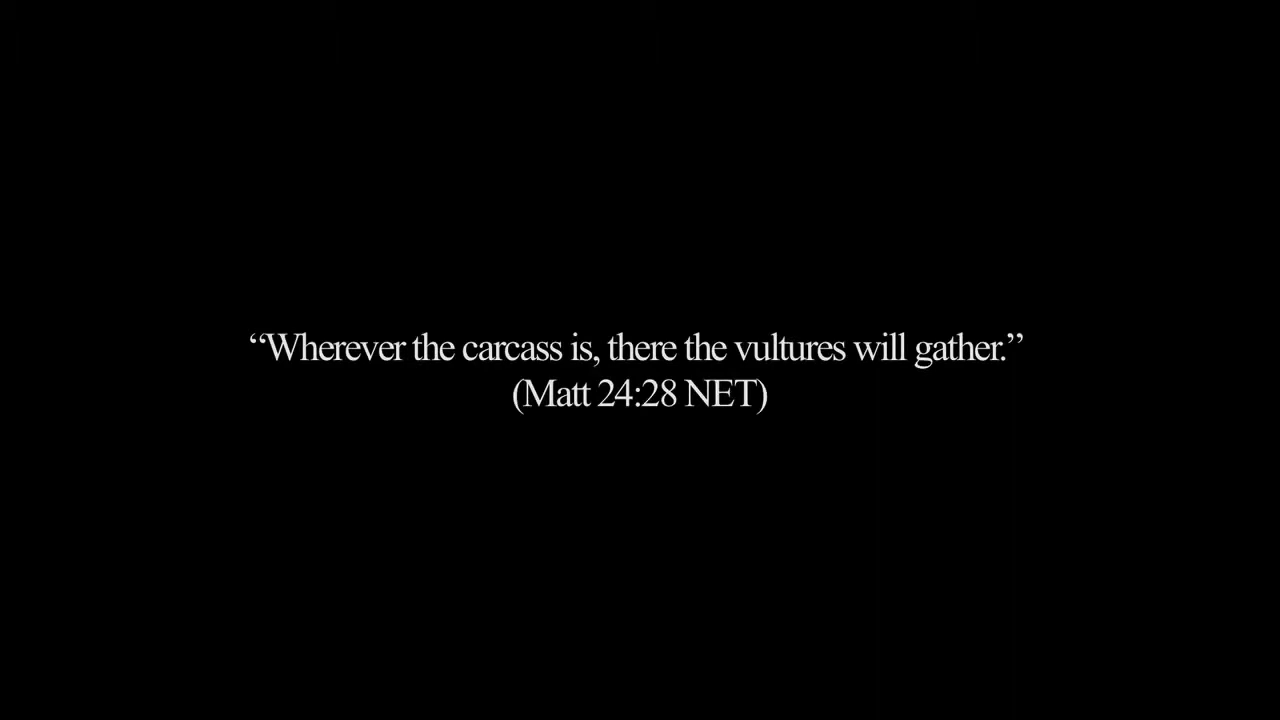 “Wherever the carcass is, there the vultures will gather.”
(Matt 24:28 NET)